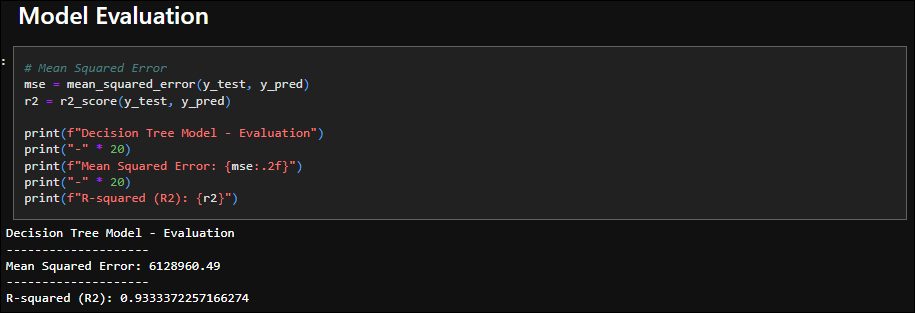 Model Evaluation
:
# Mean Squared Error
mse = mean_squared_error(y_test, y_pred)
r2 = r2_score(y_test, y_pred)
print(f"Decision Tree Model - Evaluation")
print("-" * 20)
print(f"Mean Squared Error: {mse:.2f}")
print("-" * 20)
print(f"R-squared (R2): {r2}")
Decision Tree Model - Evaluation
--------------------
Mean Squared Error: 6128960.49
--------------------
R-squared (R2): 0.9333372257166274